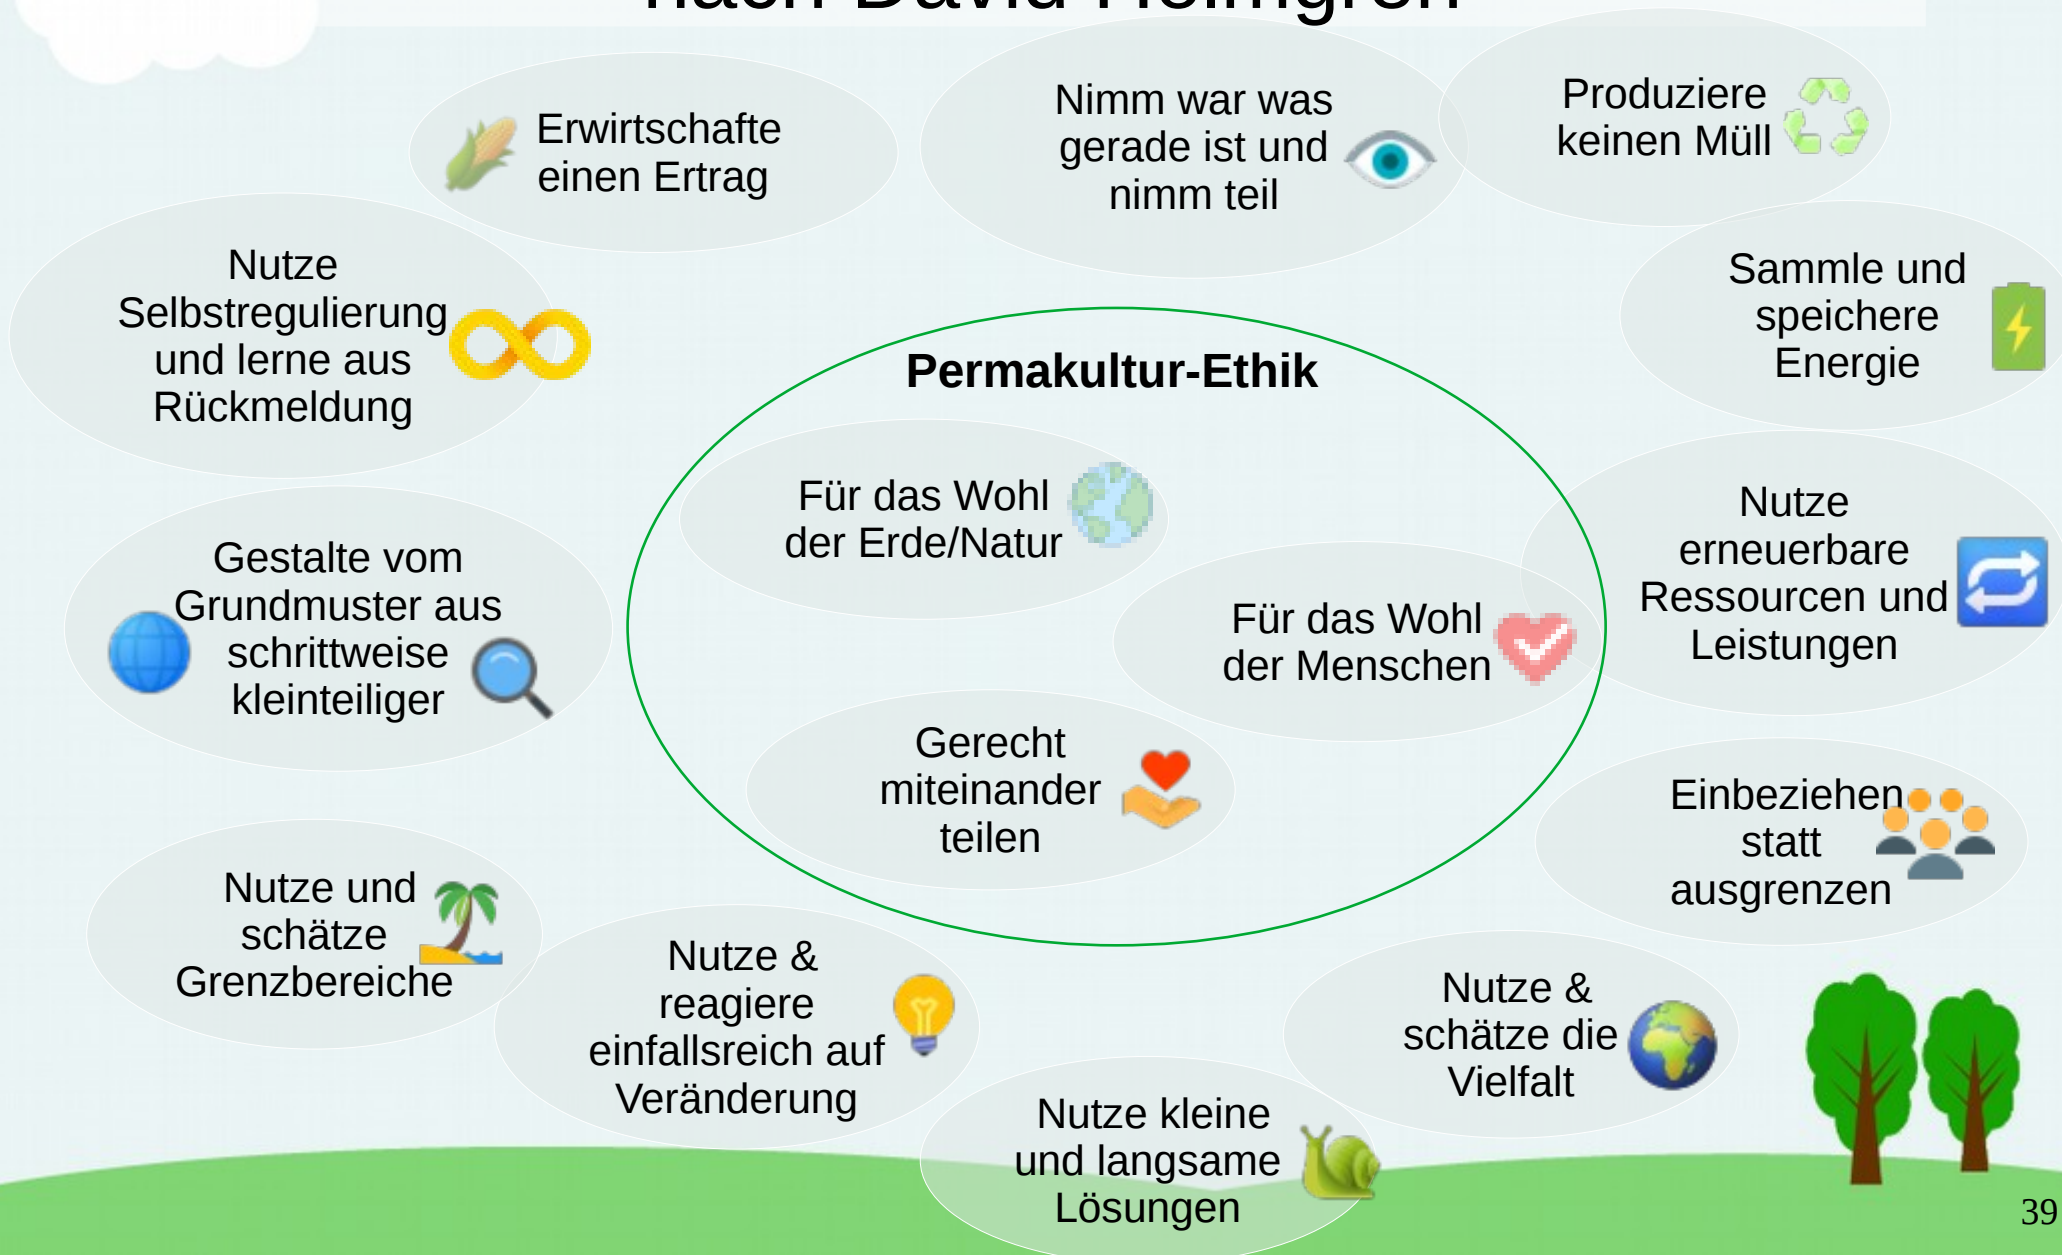 nach David Holmgren
Erwirtschafte
einen Ertrag
Nimm war was
gerade ist und
nimm teil
Produziere
keinen Müll
Nutze
Selbstregulierung
und lerne aus
Rückmeldung
Sammle und
speichere
Energie
Permakultur-Ethik
Für das Wohl
der Erde/Natur
Für das Wohl
der Menschen
Gerecht
miteinander
teilen
Nutze
erneuerbare
Ressourcen und
Leistungen
Gestalte vom
Grundmuster aus
schrittweise
kleinteiliger
Einbeziehen
statt
ausgrenzen
Nutze und
schätze
Grenzbereiche
Nutze &
reagiere
einfallsreich auf
Veränderung
Nutze &
schätze die
Vielfalt
Nutze kleine
und langsame
Lösungen
39